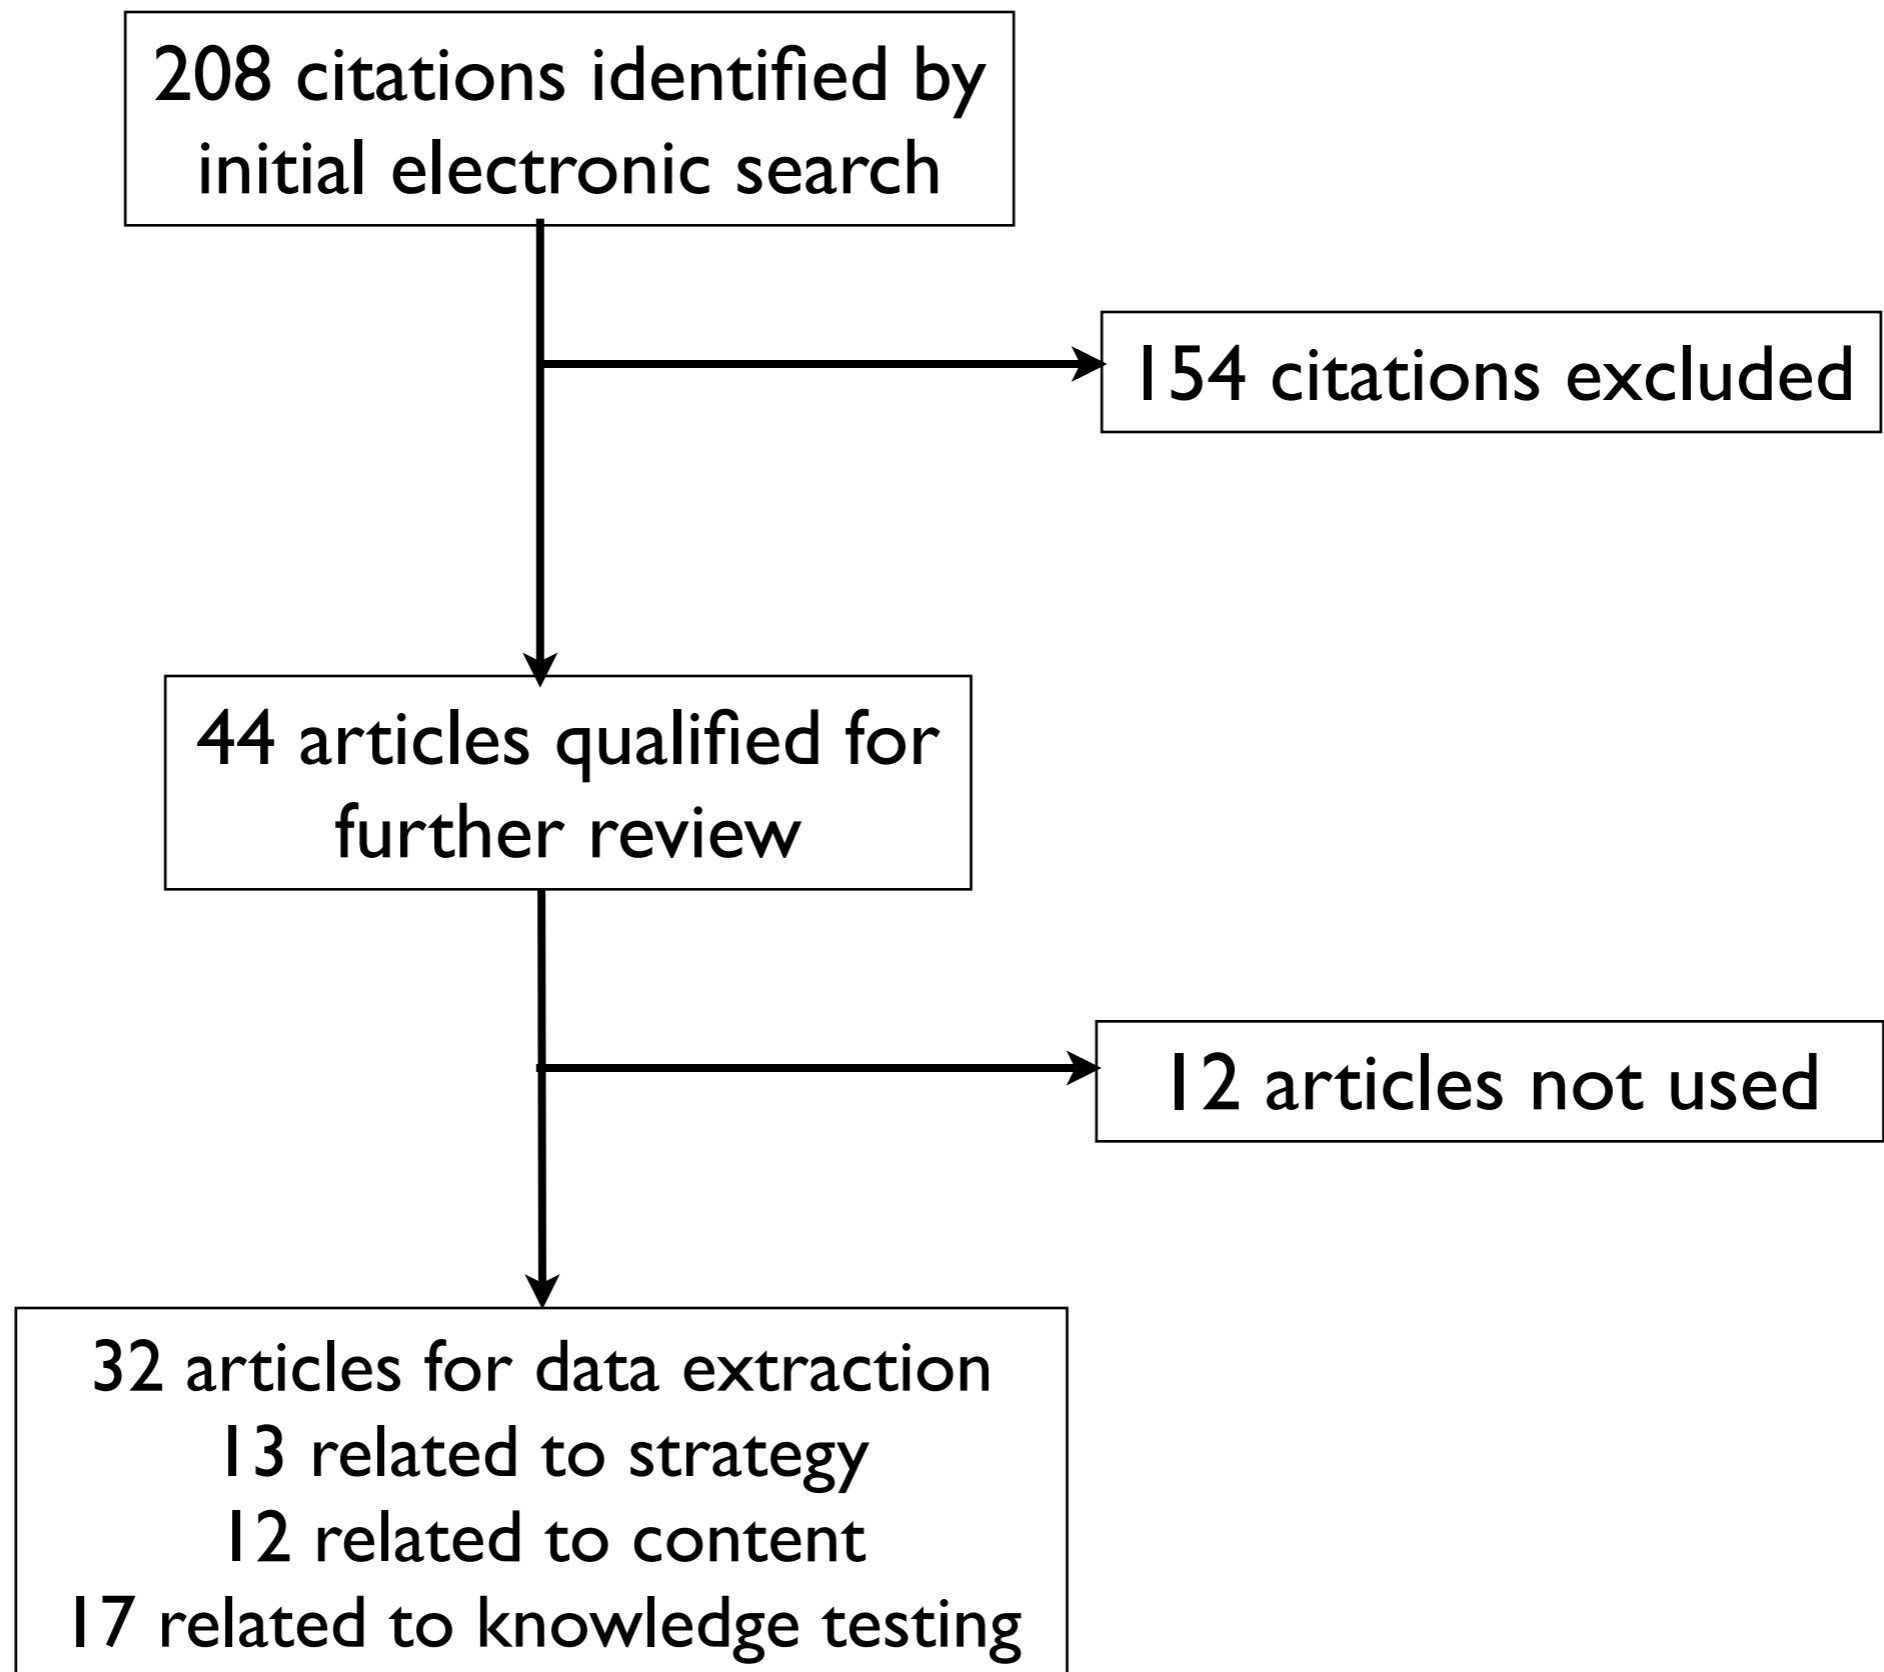 208 citations identified by
initial electronic search
154 citations excluded
44 articles qualified for
further review
12 articles not used
32 articles for data extraction
13 related to strategy
12 related to content
17 related to knowledge testing